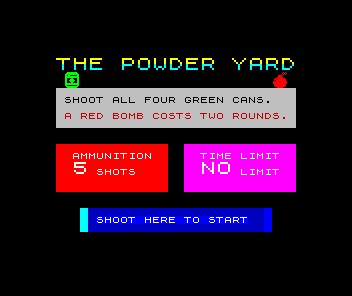 THE POWDER YARD
SHOOT ALL FOUR GREEN CANS.
A RED BOMB COSTS TWO ROUNDS.
AMMUNITION
5 SHOTS
TIME LIMIT
NO LIMIT
SHOOT HERE TO START